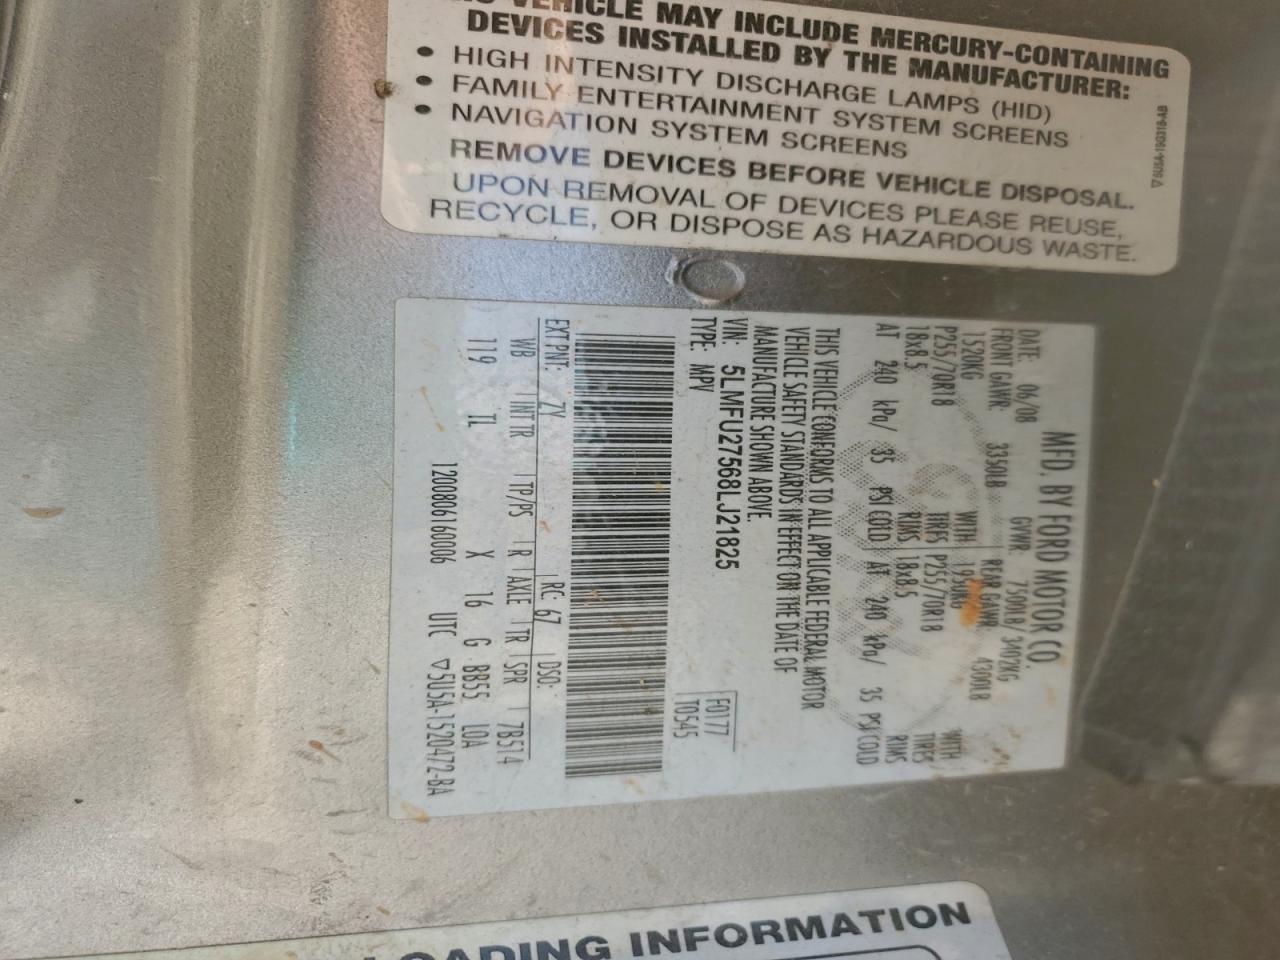 VEHICLE MAY INCLUDE MERCURY-CONTAINING
DEVICES INSTALLED BY THE MANUFACTURER:
• HIGH INTENSITY DISCHARGE LAMPS (HID)
• FAMILY ENTERTAINMENT SYSTEM SCREENS
• NAVIGATION SYSTEM SCREENS
REMOVE DEVICES BEFORE VEHICLE DISPOSAL.
UPON REMOVAL OF DEVICES PLEASE REUSE,
RECYCLE, OR DISPOSE AS HAZARDOUS WASTE.
MFD. BY FORD MOTOR CO.
DATE: 06/08 GVWR: 7500LB/ 3402KG
FRONT GAWR: 3350LB REAR GAWR: 4300LB
1520KG WITH 1950KG WITH
P255/70R18 TIRES P255/70R18 TIRES
18x8.5 RIMS 18x8.5 RIMS
AT 240 kPa/ 35 PSI COLD AT 240 kPa/ 35 PSI COLD
THIS VEHICLE CONFORMS TO ALL APPLICABLE FEDERAL MOTOR
VEHICLE SAFETY STANDARDS IN EFFECT ON THE DATE OF
MANUFACTURE SHOWN ABOVE.
VIN: 5LMFU27568LJ21825
TYPE: MPV
F0177
T0545
EXT PNT: ZY RC: 67 DSO:
WB INT TR TP/PS R AXLE TR SPR 7B514
119 TL X 16 G BB55 LOA
1200806160006 UTC ▽5U5A-1520472-BA
LOADING INFORMATION